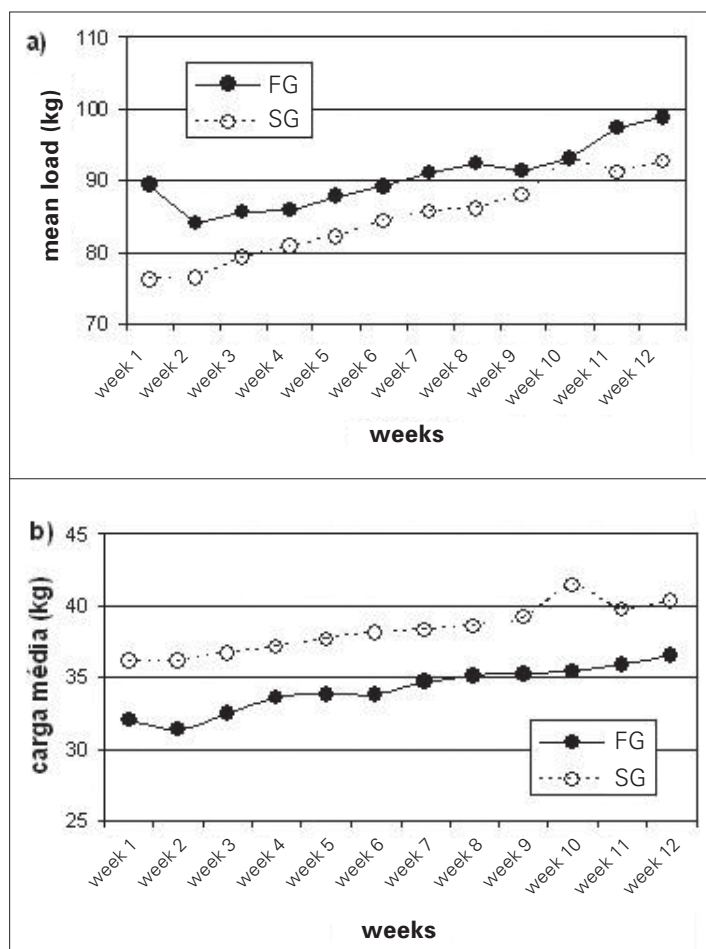 a)
mean load (kg)
110
100
90
80
70
FG
SG
week 1
week 2
week 3
week 4
week 5
week 6
week 7
week 8
week 9
week 10
week 11
week 12
weeks
b)
carga média (kg)
45
40
35
30
25
FG
SG
week 1
week 2
week 3
week 4
week 5
week 6
week 7
week 8
week 9
week 10
week 11
week 12
weeks